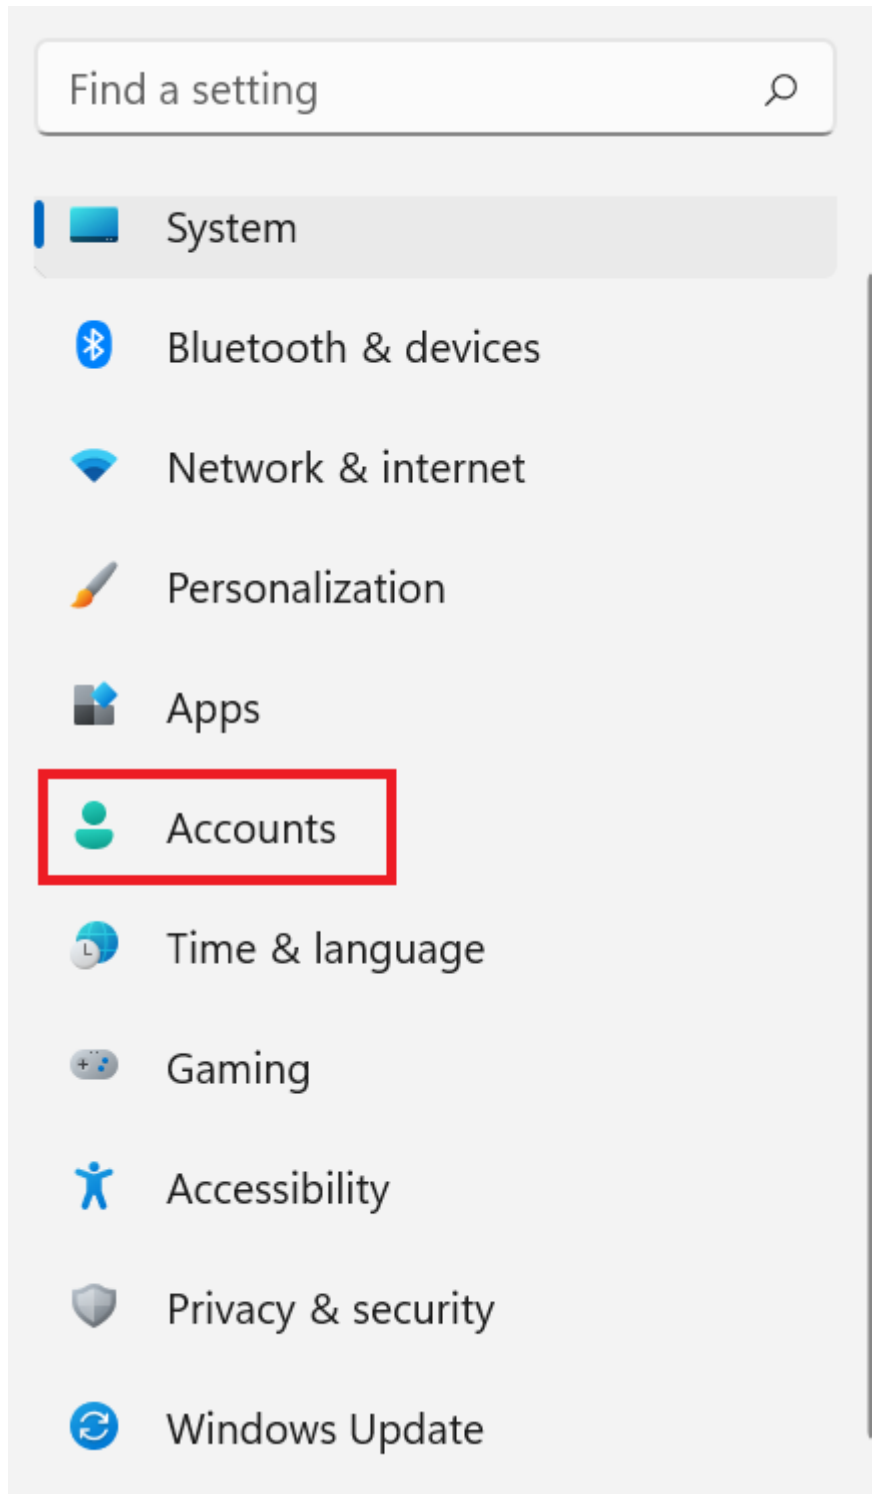 Find a setting
System
Bluetooth & devices
Network & internet
Personalization
Apps
Accounts
Time & language
Gaming
Accessibility
Privacy & security
Windows Update